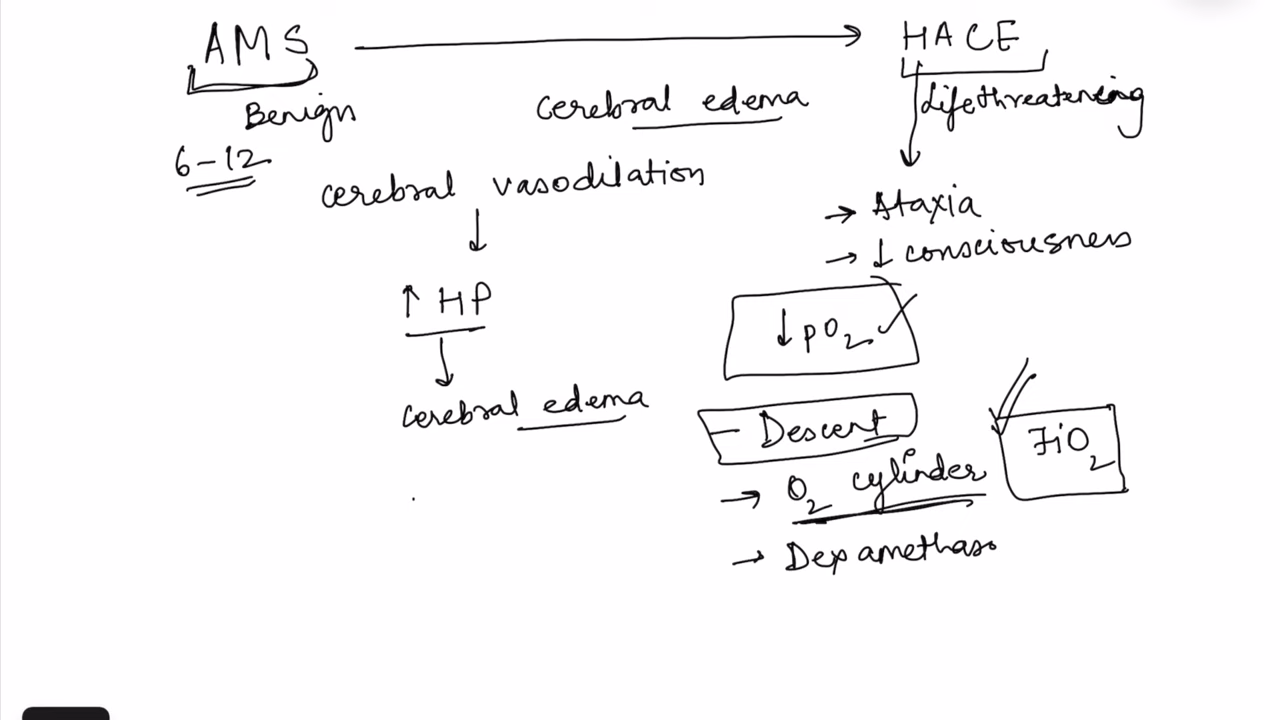 AMS → HACE
Benign
Lifethreatening
cerebral edema
6-12
cerebral vasodilation
↓
→ Ataxia
→ ↓ consciousness
↑ HP
↓ pO2 ✓
↓
cerebral edema
- Descent
FiO2
→ O2 cylinder
→ Dexamethaso